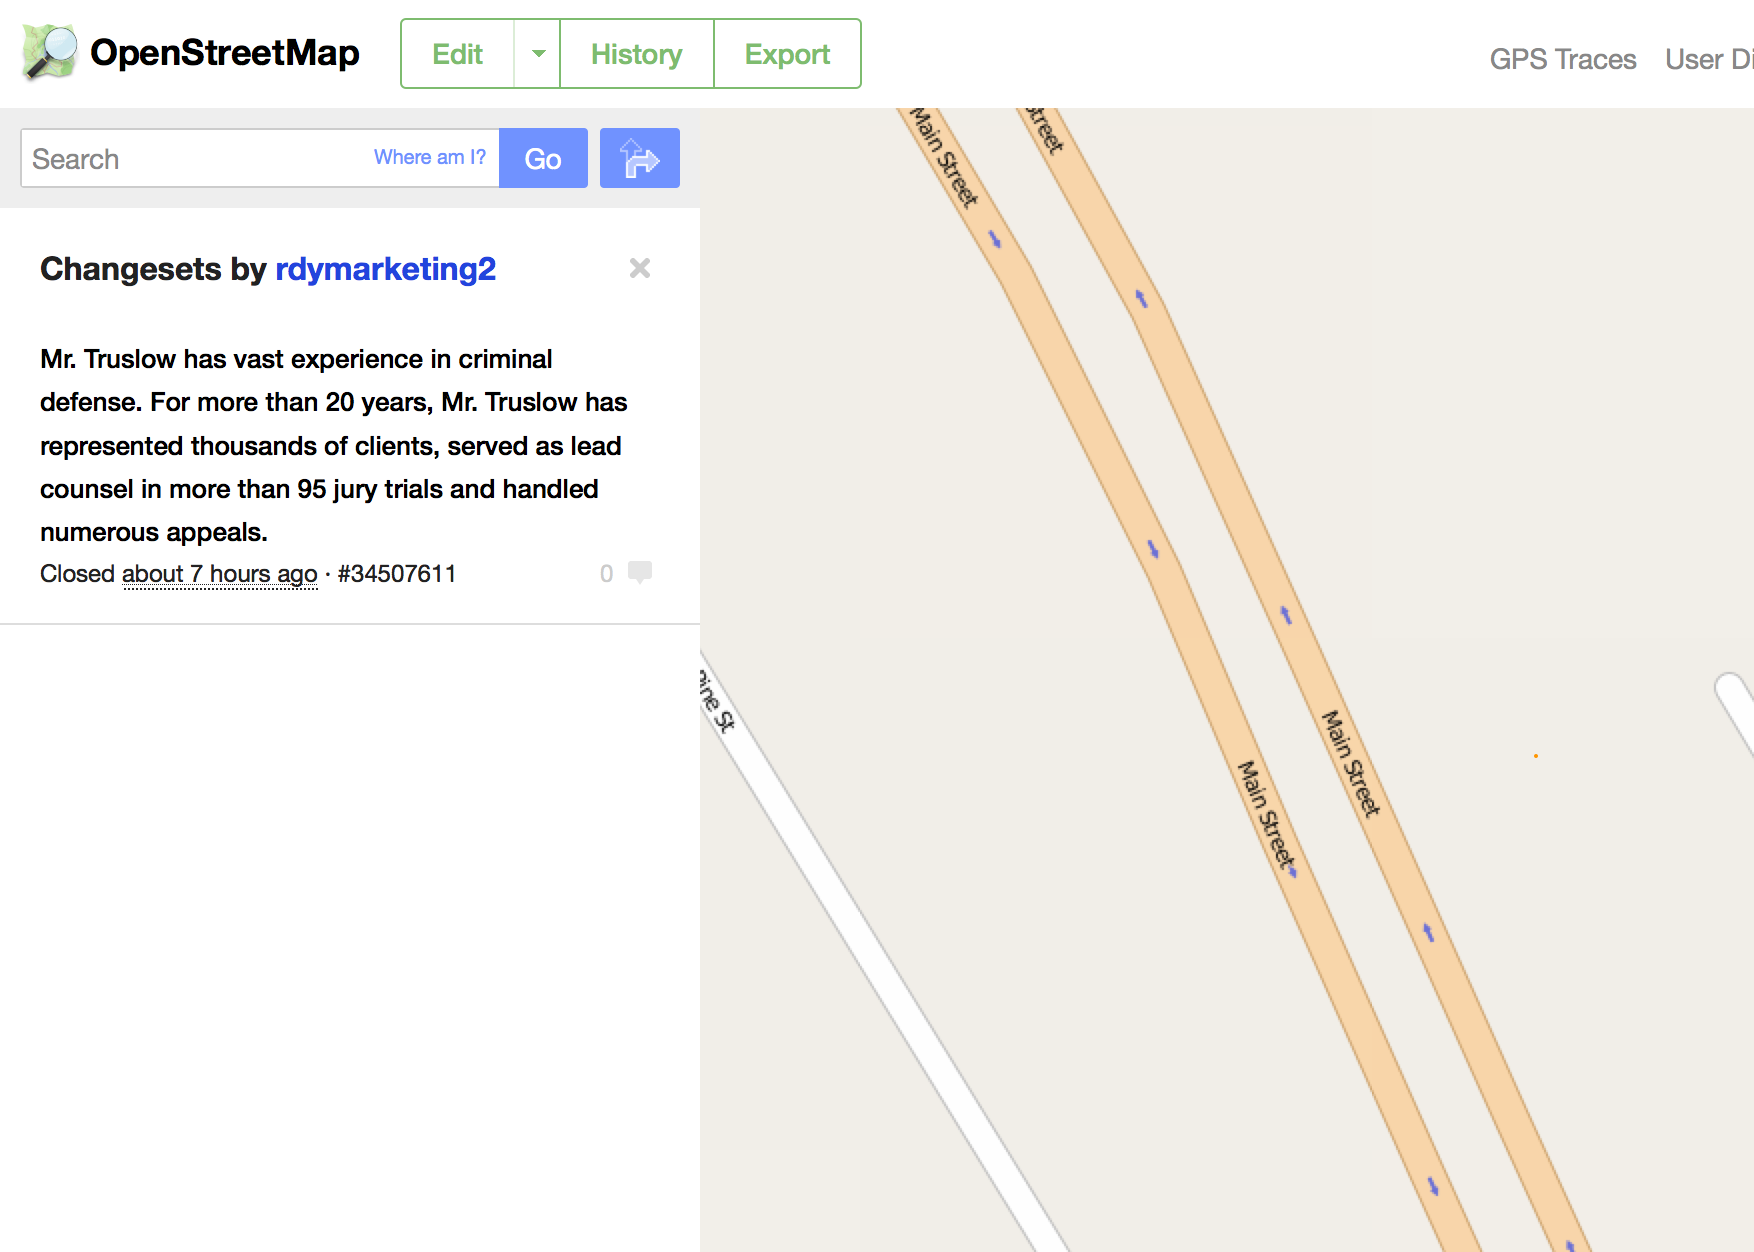 OpenStreetMap
Edit
History
Export
GPS Traces
User Di
Search
Where am I?
Go
Changesets by rdymarketing2
Mr. Truslow has vast experience in criminal
defense. For more than 20 years, Mr. Truslow has
represented thousands of clients, served as lead
counsel in more than 95 jury trials and handled
numerous appeals.
Closed about 7 hours ago · #34507611
0
Main Street
Street
pine St
Main Street
Main Street